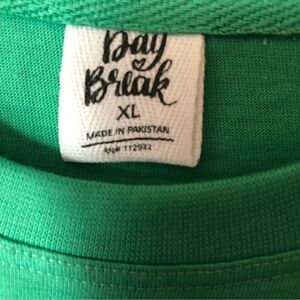 Day
Break
XL
MADE IN PAKISTAN
RN# 112932